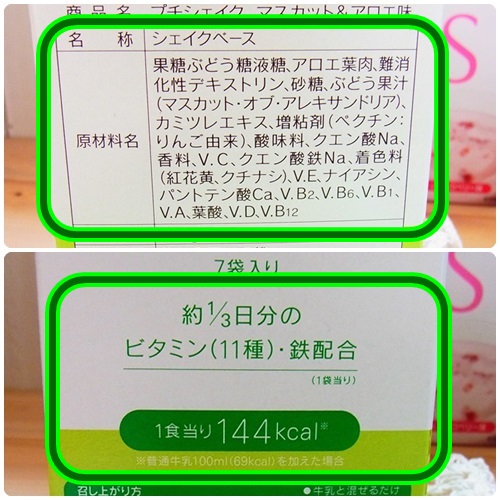 商品名 プチシェイク マスカット&アロエ味
名 称 シェイクベース
原材料名
果糖ぶどう糖液糖、アロエ葉肉、難消
化性デキストリン、砂糖、ぶどう果汁
(マスカット・オブ・アレキサンドリア)、
カミツレエキス、増粘剤(ペクチン:
りんご由来)、酸味料、クエン酸Na、
香料、V.C、クエン酸鉄Na、着色料
(紅花黄、クチナシ)、V.E、ナイアシン、
パントテン酸Ca、V.B2、V.B6、V.B1、
V.A、葉酸、V.D、V.B12
S
7袋入り
約1/3日分の
ビタミン(11種)・鉄配合
(1袋当り)
1食当り144kcal※
※普通牛乳100ml(69kcal)を加えた場合
召し上がり方
●牛乳と混ぜるだけ
S